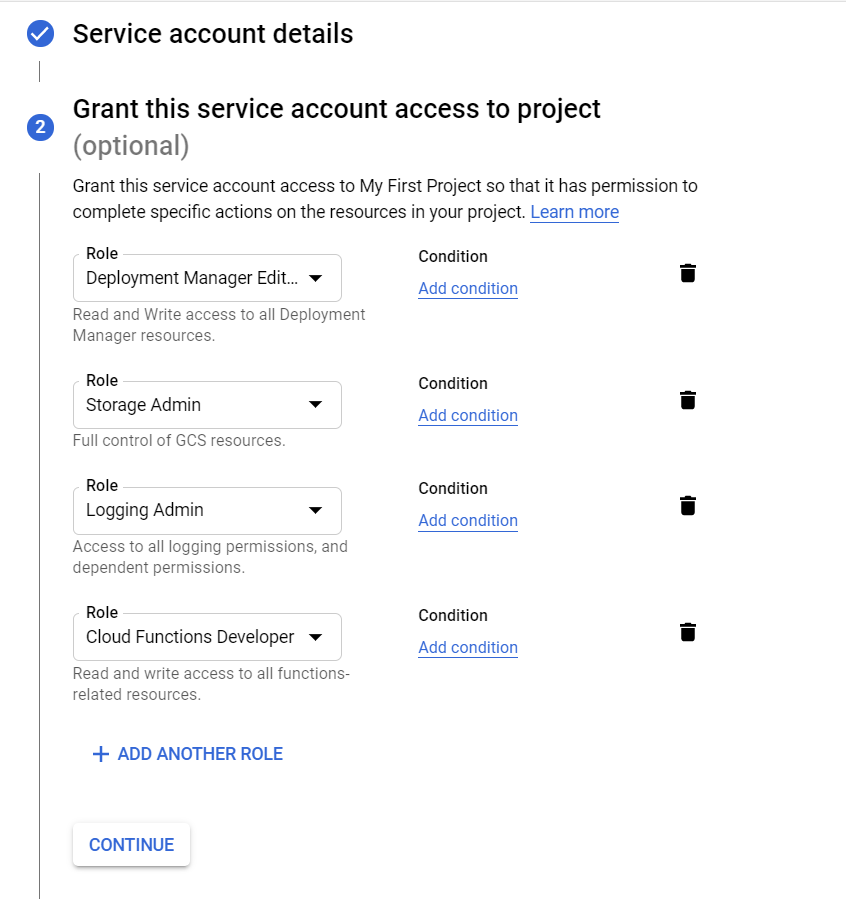 Service account details
2
Grant this service account access to project
(optional)
Grant this service account access to My First Project so that it has permission to
complete specific actions on the resources in your project. Learn more
Role
Deployment Manager Edit...
Condition
Add condition
Read and Write access to all Deployment
Manager resources.
Role
Storage Admin
Condition
Add condition
Full control of GCS resources.
Role
Logging Admin
Condition
Add condition
Access to all logging permissions, and
dependent permissions.
Role
Cloud Functions Developer
Condition
Add condition
Read and write access to all functions-
related resources.
+ ADD ANOTHER ROLE
CONTINUE